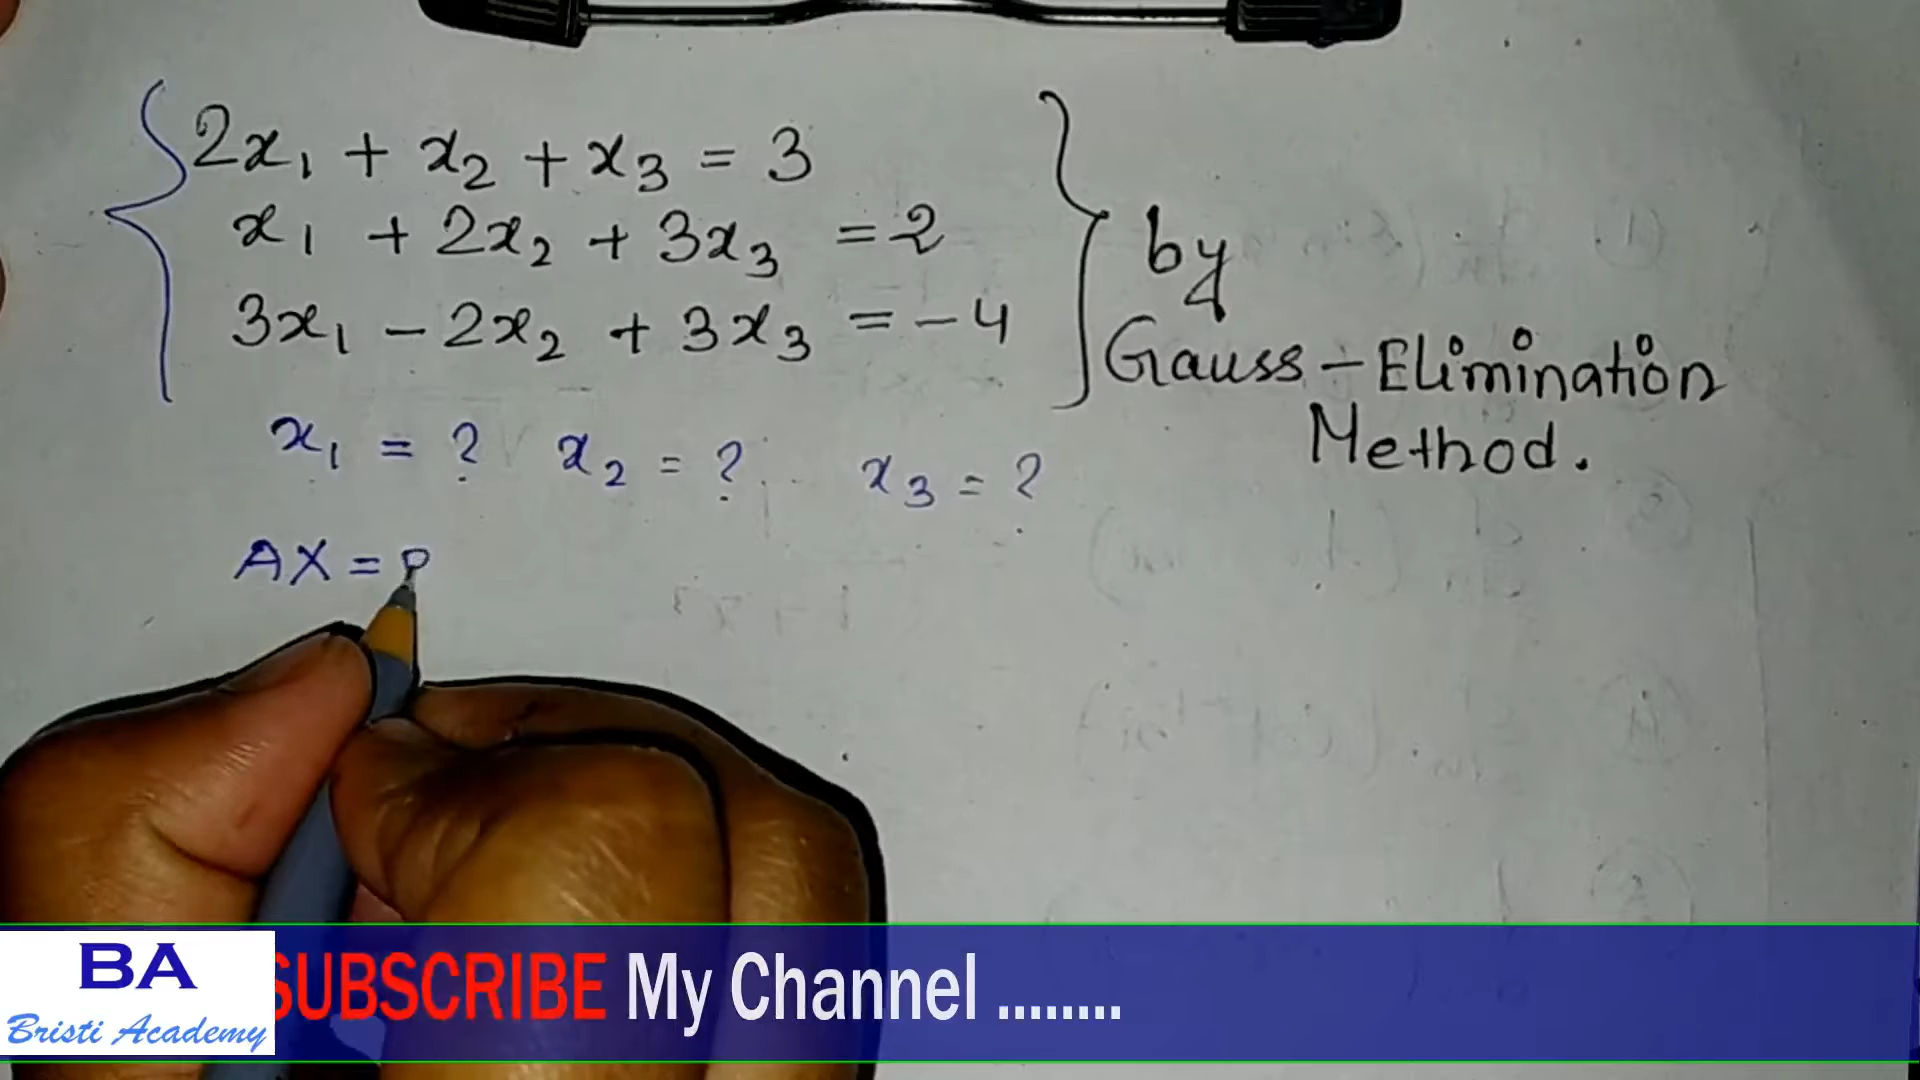 2x₁ + x₂ + x₃ = 3
x₁ + 2x₂ + 3x₃ = 2
3x₁ - 2x₂ + 3x₃ = -4
by
Gauss-Elimination
Method.
x₁ = ? x₂ = ? x₃ = ?
AX =
BA
Bristi Academy
SUBSCRIBE My Channel ........